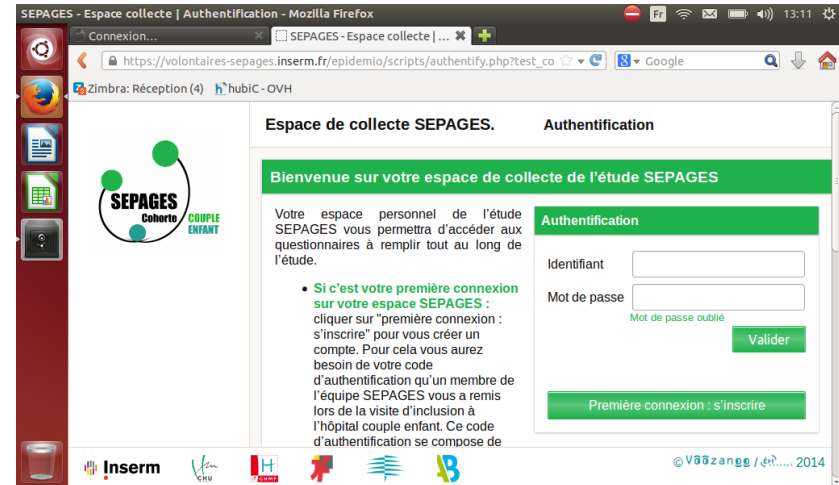 SEPAGES - Espace collecte | Authentification - Mozilla Firefox
Fr
13:11
Connexion…
SEPAGES - Espace collecte | …
https://volontaires-sepages.inserm.fr/epidemio/scripts/authentify.php?test_co
Google
Zimbra: Réception (4)
hubiC - OVH
SEPAGES
Cohorte
COUPLE
ENFANT
Espace de collecte SEPAGES.
Authentification
Bienvenue sur votre espace de collecte de l'étude SEPAGES
Votre espace personnel de l'étude
SEPAGES vous permettra d'accéder aux
questionnaires à remplir tout au long de
l'étude.
• Si c'est votre première connexion
sur votre espace SEPAGES :
cliquer sur "première connexion :
s'inscrire" pour vous créer un
compte. Pour cela vous aurez
besoin de votre code
d'authentification qu'un membre de
l'équipe SEPAGES vous a remis
lors de la visite d'inclusion à
l'hôpital couple enfant. Ce code
d'authentification se compose de
Authentification
Identifiant
Mot de passe
Mot de passe oublié
Valider
Première connexion : s'inscrire
Inserm
CHU
H
GHMF
AB
© Vaazangg / 2014